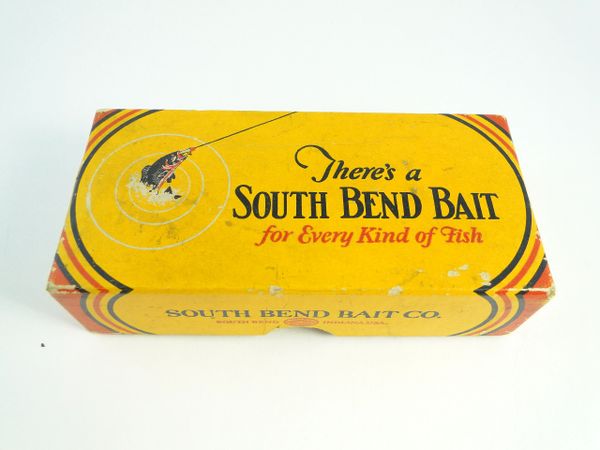 There's a
SOUTH BEND BAIT
for Every Kind of Fish
SOUTH BEND BAIT CO.
SOUTH BEND INDIANA U.S.A.